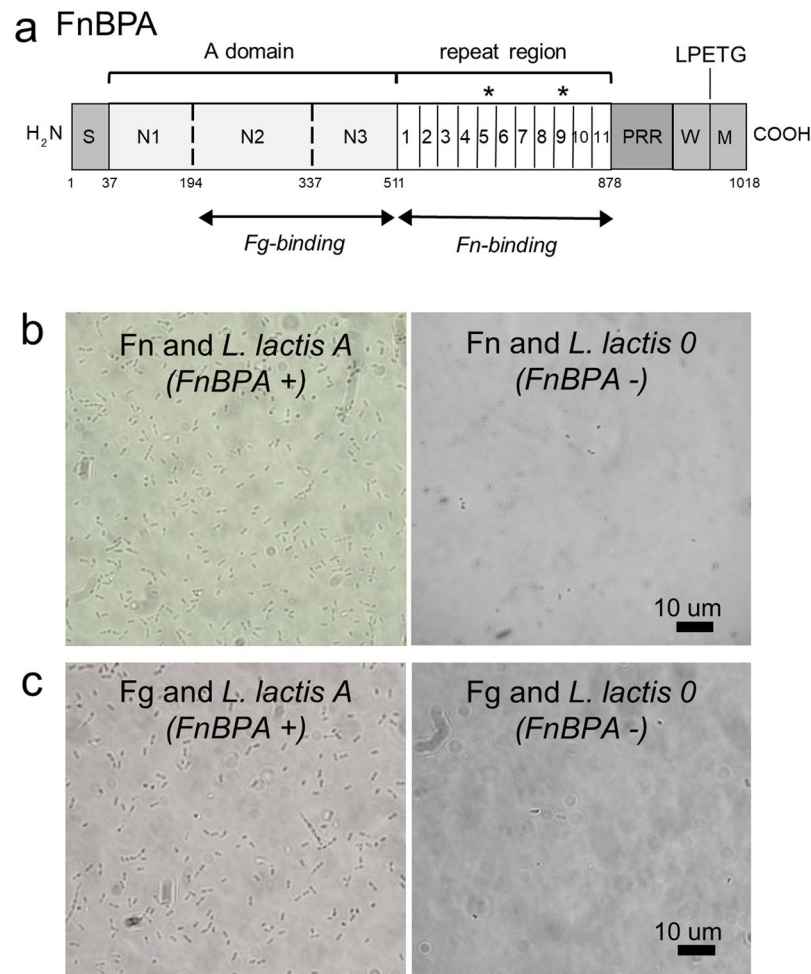 a FnBPA
A domain
repeat region
LPETG
* *
H2N S N1 N2 N3 1 2 3 4 5 6 7 8 9 10 11 PRR W M COOH
1 37 194 337 511 878 1018
Fg-binding Fn-binding
b
Fn and L. lactis A
(FnBPA +)
Fn and L. lactis 0
(FnBPA -)
10 um
c
Fg and L. lactis A
(FnBPA +)
Fg and L. lactis 0
(FnBPA -)
10 um